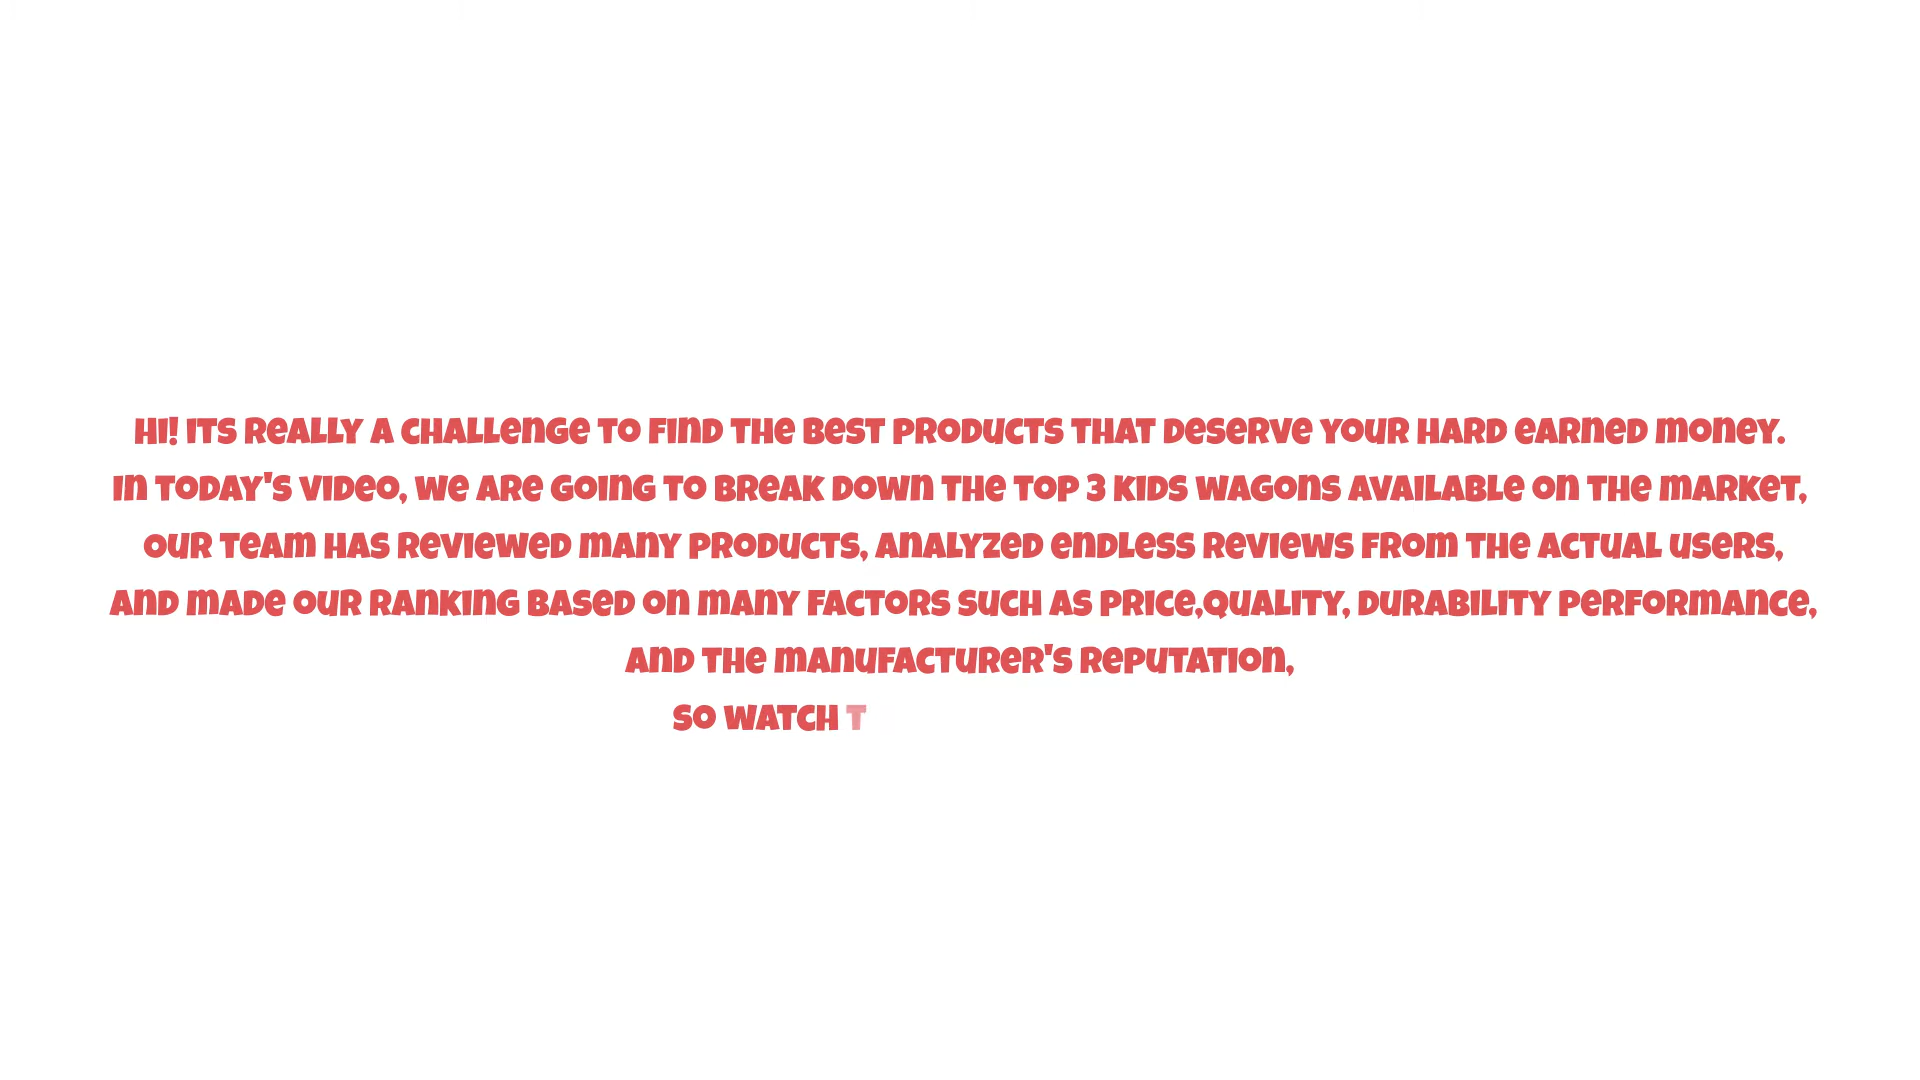 Hi! Its really a challenge to find the best products that deserve your hard earned money.
In today's video, we are going to break down the top 3 kids wagons available on the market,
our team has reviewed many products, analyzed endless reviews from the actual users,
and made our ranking based on many factors such as price,quality, durability performance,
and the manufacturer's reputation,
so watch t